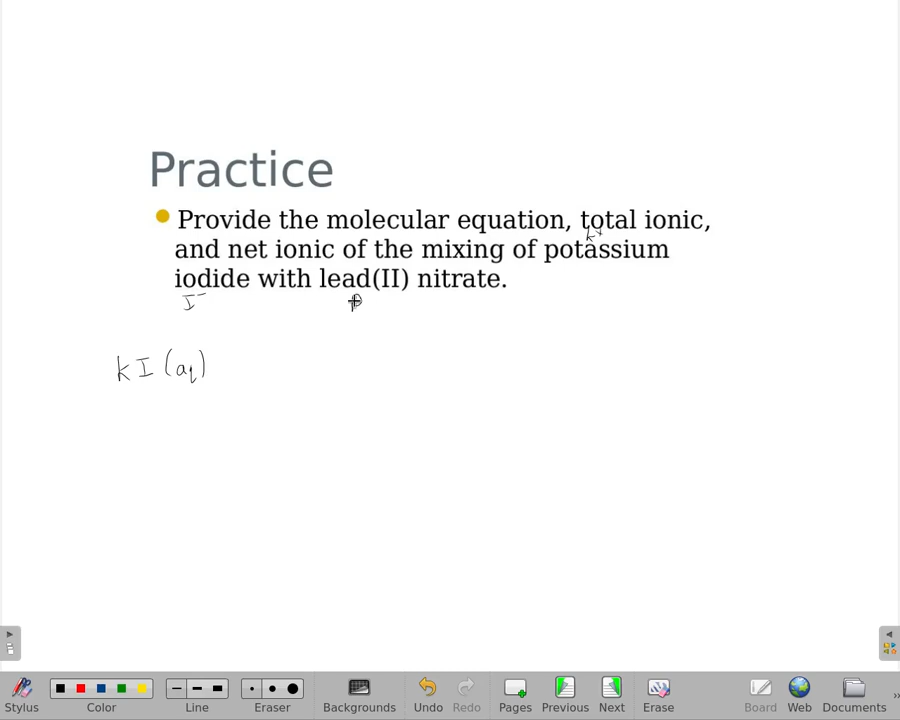 Practice
Provide the molecular equation, total ionic,
K+
and net ionic of the mixing of potassium
iodide with lead(II) nitrate.
I- P
KI (aq)
Stylus Color Line Eraser Backgrounds Undo Redo Pages Previous Next Erase Board Web Documents